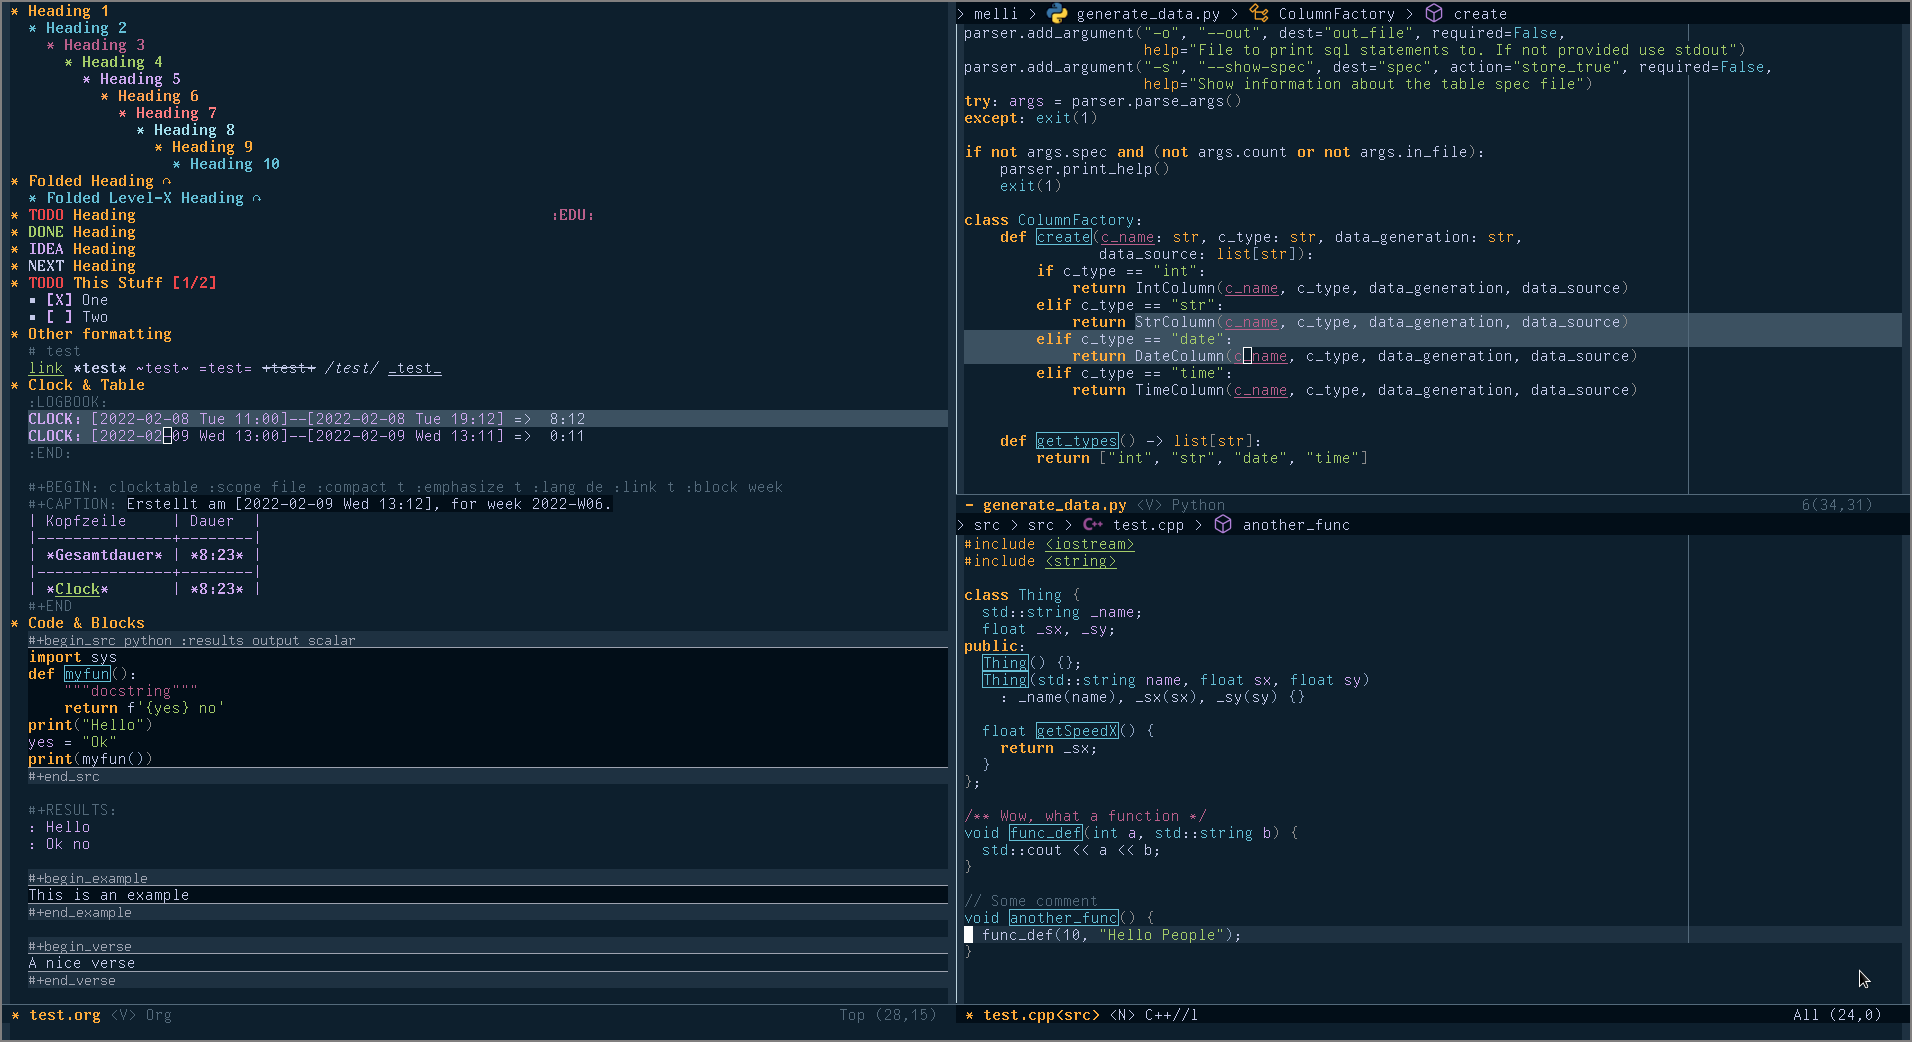 * Heading 1
* Heading 2
* Heading 3
* Heading 4
* Heading 5
* Heading 6
* Heading 7
* Heading 8
* Heading 9
* Heading 10
* Folded Heading ↷
* Folded Level-X Heading ↷
* TODO Heading :EDU:
* DONE Heading
* IDEA Heading
* NEXT Heading
* TODO This Stuff [1/2]
▪ [X] One
▪ [ ] Two
* Other formatting
# test
link *test* ~test~ =test= +test+ /test/ _test_
* Clock & Table
:LOGBOOK:
CLOCK: [2022-02-08 Tue 11:00]--[2022-02-08 Tue 19:12] =>  8:12
CLOCK: [2022-02-09 Wed 13:00]--[2022-02-09 Wed 13:11] =>  0:11
:END:
#+BEGIN: clocktable :scope file :compact t :emphasize t :lang de :link t :block week
#+CAPTION: Erstellt am [2022-02-09 Wed 13:12], for week 2022-W06.
| Kopfzeile     | Dauer  |
|---------------+--------|
| *Gesamtdauer* | *8:23* |
|---------------+--------|
| *Clock*       | *8:23* |
#+END
* Code & Blocks
#+begin_src python :results output scalar
import sys
def myfun():
    """docstring"""
    return f'{yes} no'
print("Hello")
yes = "Ok"
print(myfun())
#+end_src
#+RESULTS:
: Hello
: Ok no
#+begin_example
This is an example
#+end_example
#+begin_verse
A nice verse
#+end_verse
* test.org <V> Org Top (28,15)
> melli > generate_data.py > ColumnFactory > create
parser.add_argument("-o", "--out", dest="out_file", required=False,
                    help="File to print sql statements to. If not provided use stdout")
parser.add_argument("-s", "--show-spec", dest="spec", action="store_true", required=False,
                    help="Show information about the table spec file")
try: args = parser.parse_args()
except: exit(1)
if not args.spec and (not args.count or not args.in_file):
    parser.print_help()
    exit(1)
class ColumnFactory:
    def create(c_name: str, c_type: str, data_generation: str,
               data_source: list[str]):
        if c_type == "int":
            return IntColumn(c_name, c_type, data_generation, data_source)
        elif c_type == "str":
            return StrColumn(c_name, c_type, data_generation, data_source)
        elif c_type == "date":
            return DateColumn(c_name, c_type, data_generation, data_source)
        elif c_type == "time":
            return TimeColumn(c_name, c_type, data_generation, data_source)
    def get_types() -> list[str]:
        return ["int", "str", "date", "time"]
- generate_data.py <V> Python 6(34,31)
> src > src > C++ test.cpp > another_func
#include <iostream>
#include <string>
class Thing {
  std::string _name;
  float _sx, _sy;
public:
  Thing() {};
  Thing(std::string name, float sx, float sy)
    : _name(name), _sx(sx), _sy(sy) {}
  float getSpeedX() {
    return _sx;
  }
};
/** Wow, what a function */
void func_def(int a, std::string b) {
  std::cout << a << b;
}
// Some comment
void another_func() {
  func_def(10, "Hello People");
}
* test.cpp<src> <N> C++//l All (24,0)